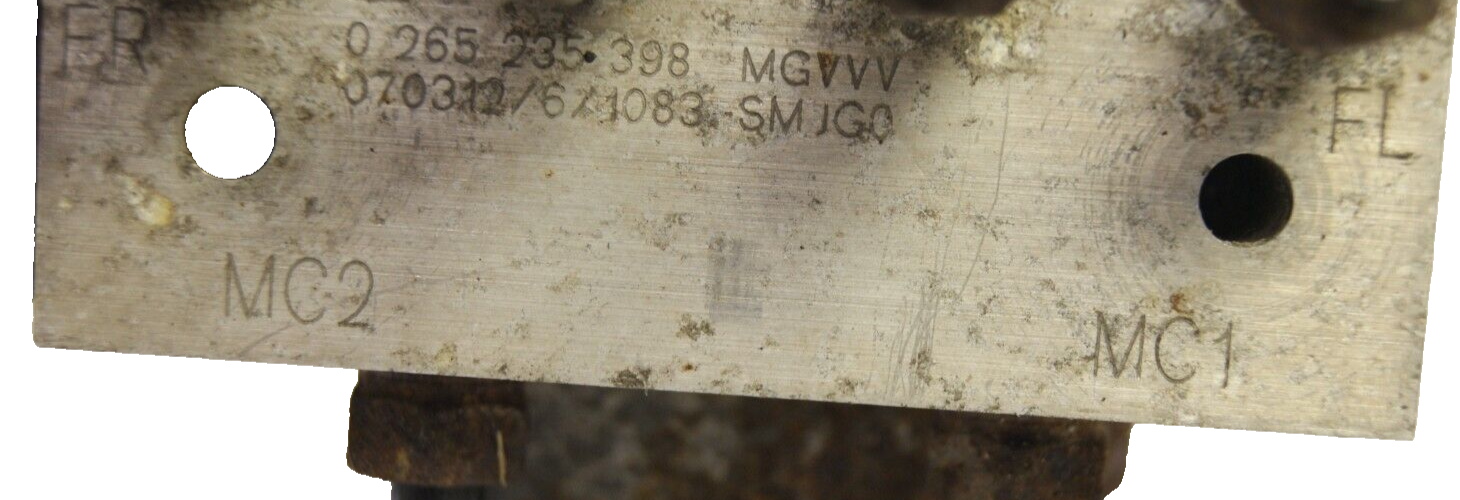 FR
0 265 235 398 MGVVV
070312/6/1083 SMJG0
FL
MC2
MC1